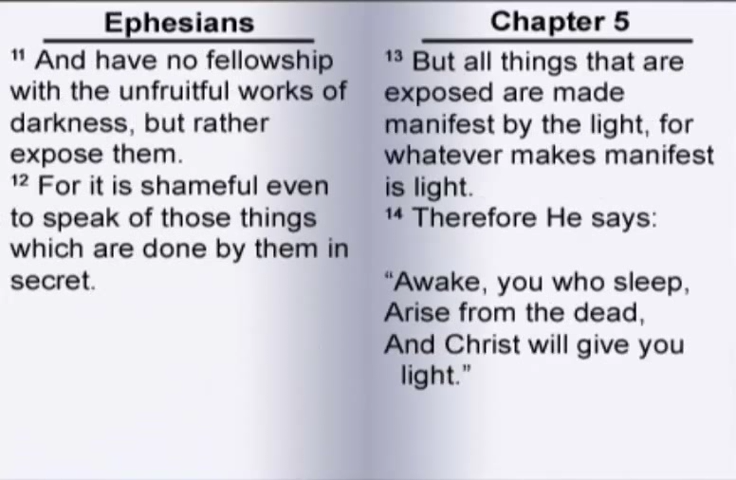 Ephesians
¹¹ And have no fellowship
with the unfruitful works of
darkness, but rather
expose them.
¹² For it is shameful even
to speak of those things
which are done by them in
secret.
Chapter 5
¹³ But all things that are
exposed are made
manifest by the light, for
whatever makes manifest
is light.
¹⁴ Therefore He says:
“Awake, you who sleep,
Arise from the dead,
And Christ will give you
light.”